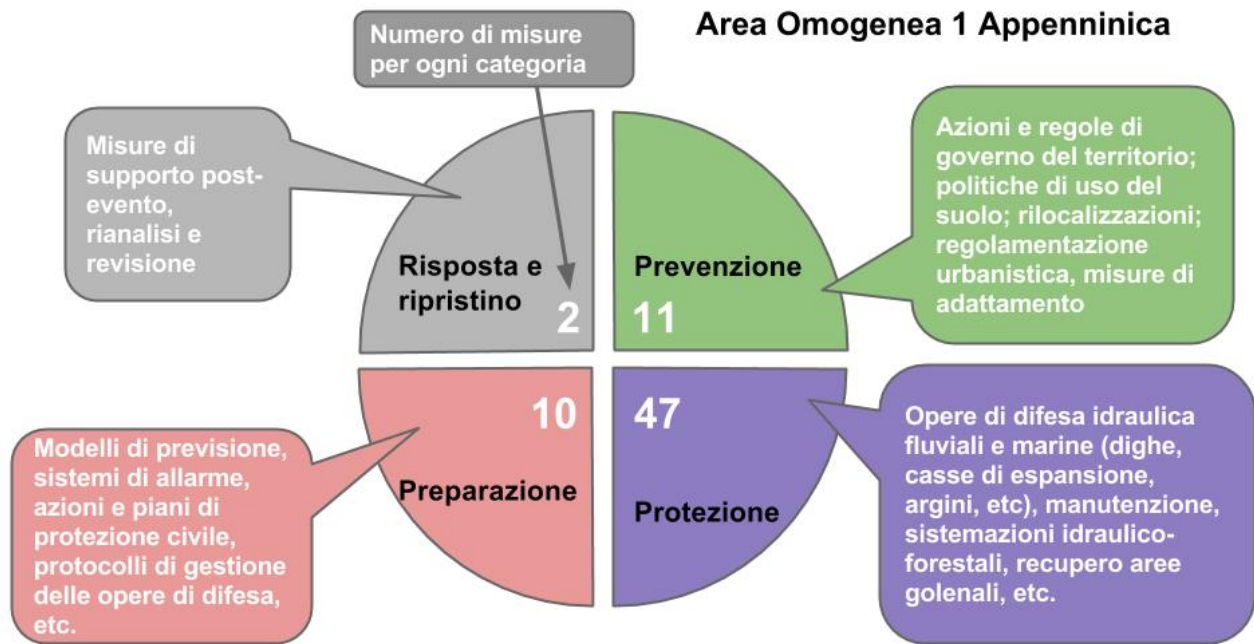 Area Omogenea 1 Appenninica
Numero di misure
per ogni categoria
Misure di
supporto post-
evento,
rianalisi e
revisione
Risposta e
ripristino
2
Prevenzione
11
Azioni e regole di
governo del territorio;
politiche di uso del
suolo; rilocalizzazioni;
regolamentazione
urbanistica, misure di
adattamento
Modelli di previsione,
sistemi di allarme,
azioni e piani di
protezione civile,
protocolli di gestione
delle opere di difesa,
etc.
10
Preparazione
47
Protezione
Opere di difesa idraulica
fluviali e marine (dighe,
casse di espansione,
argini, etc), manutenzione,
sistemazioni idraulico-
forestali, recupero aree
golenali, etc.